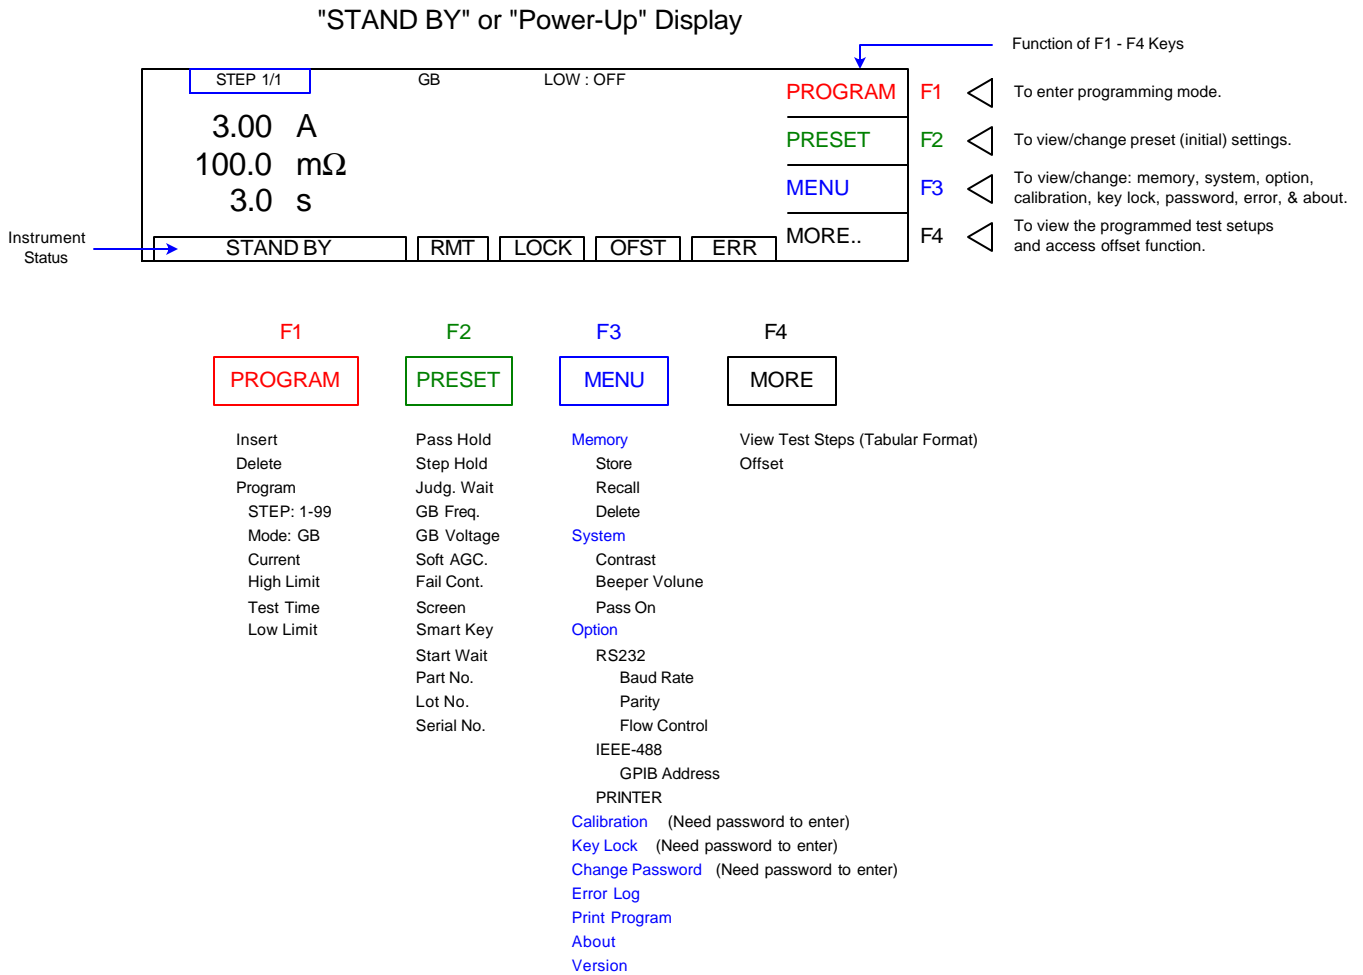 "STAND BY" or "Power-Up" Display
Function of F1 - F4 Keys
STEP 1/1 GB LOW : OFF
3.00 A
100.0 mΩ
3.0 s
PROGRAM F1 To enter programming mode.
PRESET F2 To view/change preset (initial) settings.
MENU F3 To view/change: memory, system, option,
calibration, key lock, password, error, & about.
MORE.. F4 To view the programmed test setups
and access offset function.
Instrument
Status
STAND BY RMT LOCK OFST ERR
F1
PROGRAM
Insert
Delete
Program
STEP: 1-99
Mode: GB
Current
High Limit
Test Time
Low Limit
F2
PRESET
Pass Hold
Step Hold
Judg. Wait
GB Freq.
GB Voltage
Soft AGC.
Fail Cont.
Screen
Smart Key
Start Wait
Part No.
Lot No.
Serial No.
F3
MENU
Memory
Store
Recall
Delete
System
Contrast
Beeper Volune
Pass On
Option
RS232
Baud Rate
Parity
Flow Control
IEEE-488
GPIB Address
PRINTER
Calibration (Need password to enter)
Key Lock (Need password to enter)
Change Password (Need password to enter)
Error Log
Print Program
About
Version
F4
MORE
View Test Steps (Tabular Format)
Offset